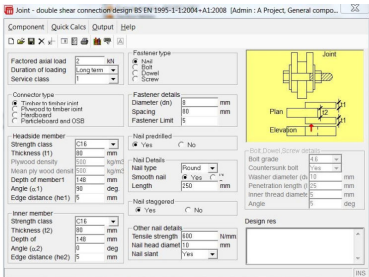 Joint - double shear connection design BS EN 1995-1-1:2004+A1:2008 [Admin : A Project, General compo...
Component Quick Calcs Output Help
Factored axial load 2 kN
Duration of loading Long term
Service class 1
Connector type
Timber to timber joint
Plywood to timber joint
Hardboard
Particleboard and OSB
Headside member
Strength class C16
Thickness (t1) 80 mm
Plywood density 500 kg/m3
Mean ply wood densit 500 kg/m
Depth of member1 148 mm
Angle (α1) 90 deg.
Edge distance (he1) 5 mm
Inner member
Strength class C16
Thickness (t2) 80 mm
Depth of 148 mm
Angle (α2) 0 deg
Edge distance (he2) 5 mm
Fastener type
Nail
Bolt
Dowel
Screw
Fastener details
Diameter (dn) 8 mm
Spacing 80 mm
Fastener Limit 5
Nail predrilled
Yes No
Nail Details
Nail type Round
Smooth nail Yes
Length 250 mm
Nail staggered
Yes No
Other nail details
Tensile strength 600 N/mm
Nail head diamet 10 mm
Nail slant Yes
Joint
Plan t2 t1
Elevation t1
Bolt,Dowel,Screw details
Bolt grade 4.6
Countersunk bolt Yes
Washer diameter (d 10 mm
Penetration length (l 25 mm
Inner thread diamete 5 mm
Angle 5 deg
Design res
INS